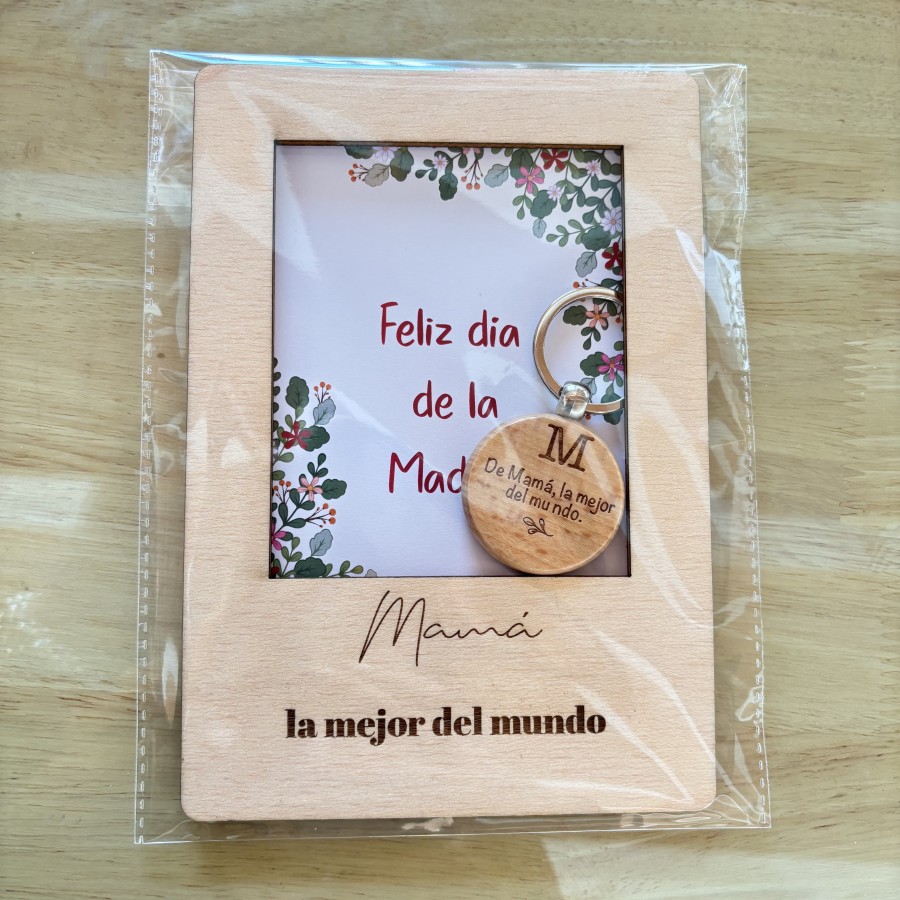 Feliz dia
de la
Mad
M
De Mamá, la mejor
del mundo.
Mamá
la mejor del mundo